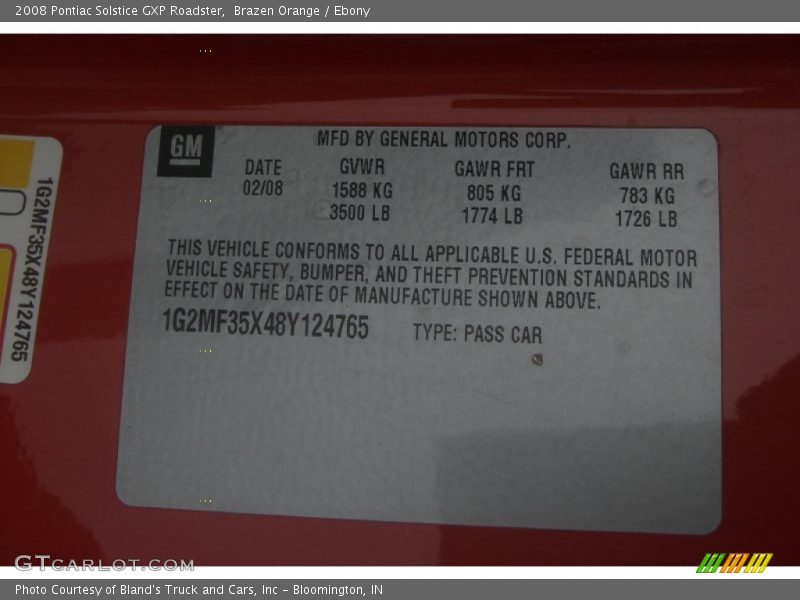 2008 Pontiac Solstice GXP Roadster,  Brazen Orange / Ebony
GM
MFD BY GENERAL MOTORS CORP.
DATE GVWR GAWR FRT GAWR RR
02/08 1588 KG 805 KG 783 KG
3500 LB 1774 LB 1726 LB
THIS VEHICLE CONFORMS TO ALL APPLICABLE U.S. FEDERAL MOTOR
VEHICLE SAFETY, BUMPER, AND THEFT PREVENTION STANDARDS IN
EFFECT ON THE DATE OF MANUFACTURE SHOWN ABOVE.
1G2MF35X48Y124765 TYPE: PASS CAR
1G2MF35X48Y124765
GTCARLOT.COM
Photo Courtesy of Bland's Truck and Cars, Inc - Bloomington, IN